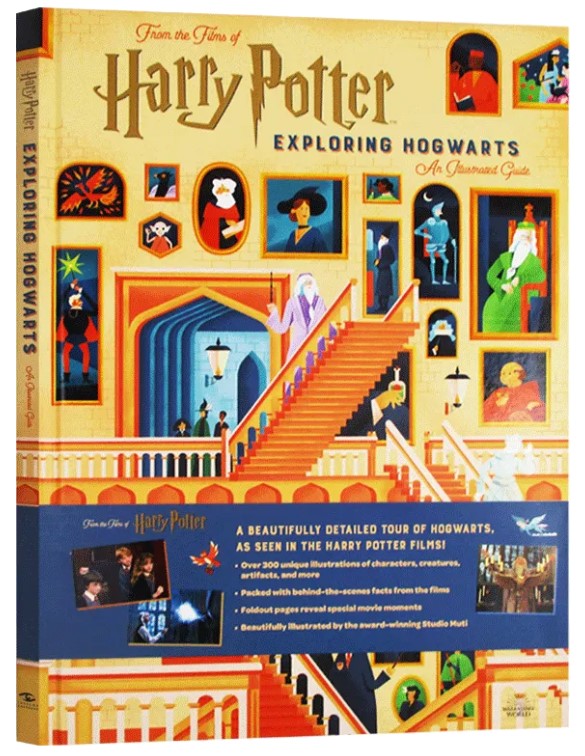 From the Films of
Harry Potter
EXPLORING HOGWARTS
An Illustrated Guide
Harry Potter EXPLORING HOGWARTS An Illustrated Guide
From the Films of Harry Potter
A BEAUTIFULLY DETAILED TOUR OF HOGWARTS,
AS SEEN IN THE HARRY POTTER FILMS!
• Over 300 unique illustrations of characters, creatures,
artifacts, and more
• Packed with behind-the-scenes facts from the films
• Foldout pages reveal special movie moments
• Beautifully illustrated by the award-winning Studio Muti
WIZARDING
WORLD